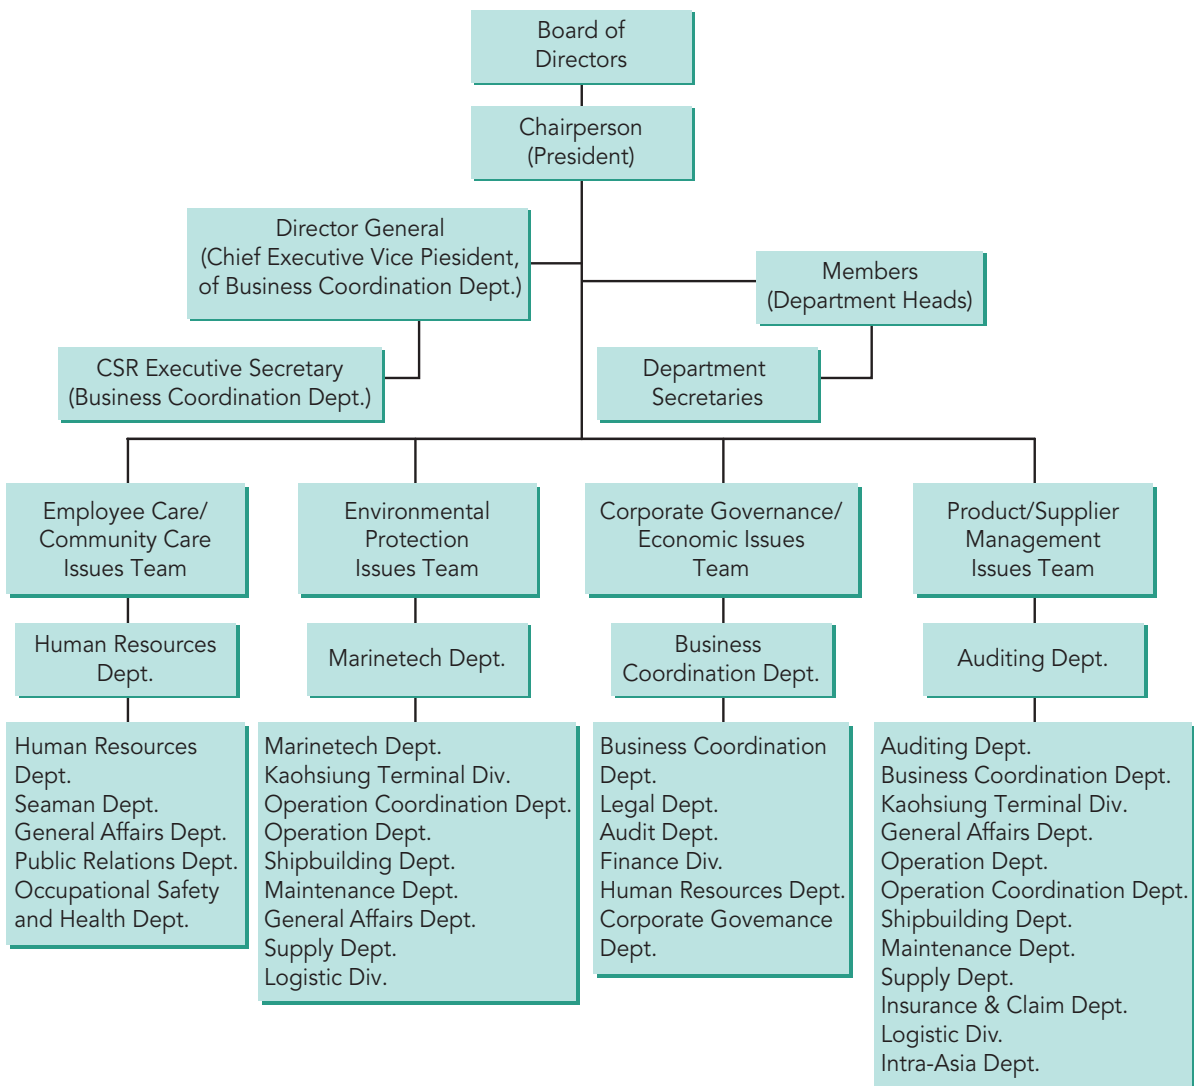 Board of
Directors
Chairperson
(President)
Director General
(Chief Executive Vice Piesident,
of Business Coordination Dept.)
Members
(Department Heads)
CSR Executive Secretary
(Business Coordination Dept.)
Department
Secretaries
Employee Care/
Community Care
Issues Team
Environmental
Protection
Issues Team
Corporate Governance/
Economic Issues
Team
Product/Supplier
Management
Issues Team
Human Resources
Dept.
Marinetech Dept.
Business
Coordination Dept.
Auditing Dept.
Human Resources
Dept.
Seaman Dept.
General Affairs Dept.
Public Relations Dept.
Occupational Safety
and Health Dept.
Marinetech Dept.
Kaohsiung Terminal Div.
Operation Coordination Dept.
Operation Dept.
Shipbuilding Dept.
Maintenance Dept.
General Affairs Dept.
Supply Dept.
Logistic Div.
Business Coordination
Dept.
Legal Dept.
Audit Dept.
Finance Div.
Human Resources Dept.
Corporate Govemance
Dept.
Auditing Dept.
Business Coordination Dept.
Kaohsiung Terminal Div.
General Affairs Dept.
Operation Dept.
Operation Coordination Dept.
Shipbuilding Dept.
Maintenance Dept.
Supply Dept.
Insurance & Claim Dept.
Logistic Div.
Intra-Asia Dept.